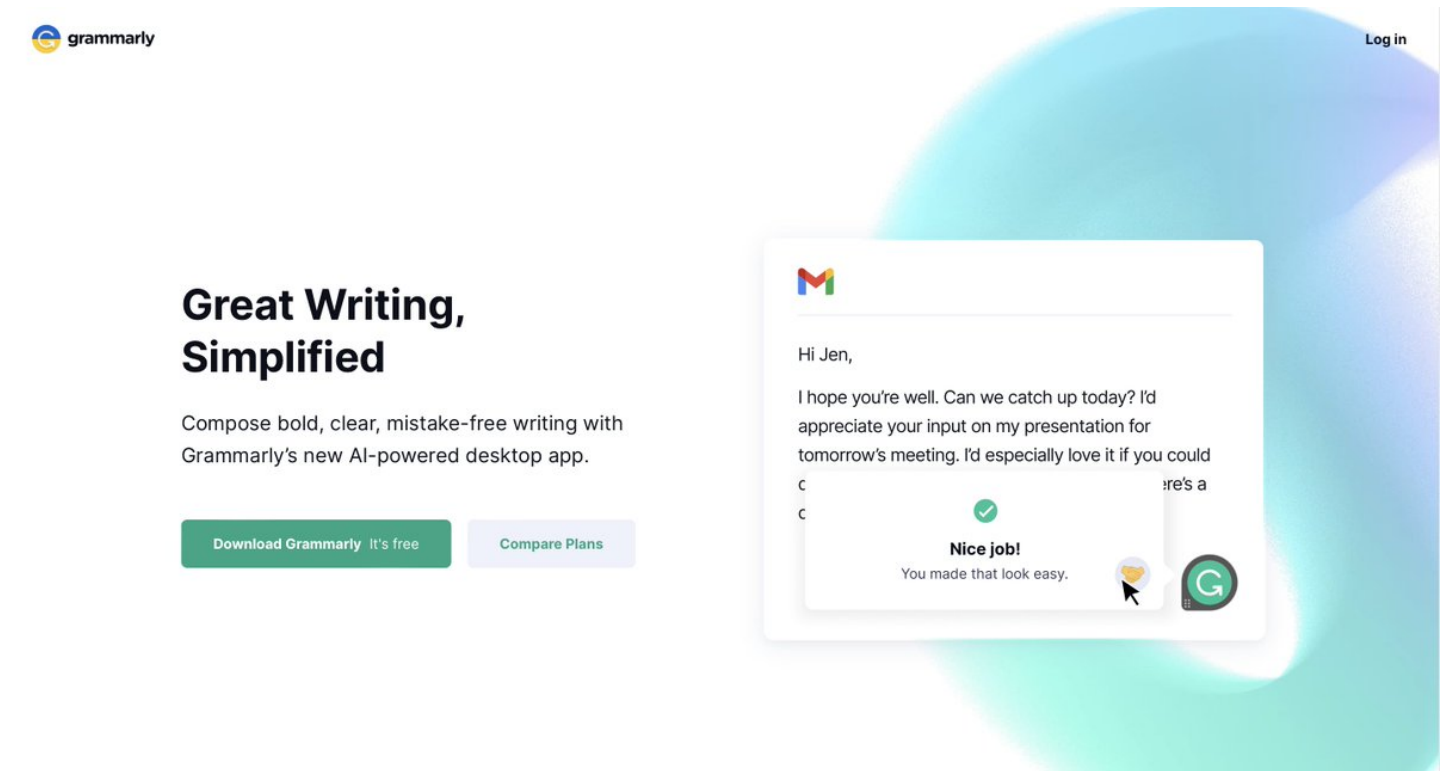 grammarly
Log in
Great Writing,
Simplified
Compose bold, clear, mistake-free writing with
Grammarly's new AI-powered desktop app.
Download Grammarly It's free
Compare Plans
Hi Jen,
I hope you're well. Can we catch up today? I'd
appreciate your input on my presentation for
tomorrow's meeting. I'd especially love it if you could
Nice job!
You made that look easy.